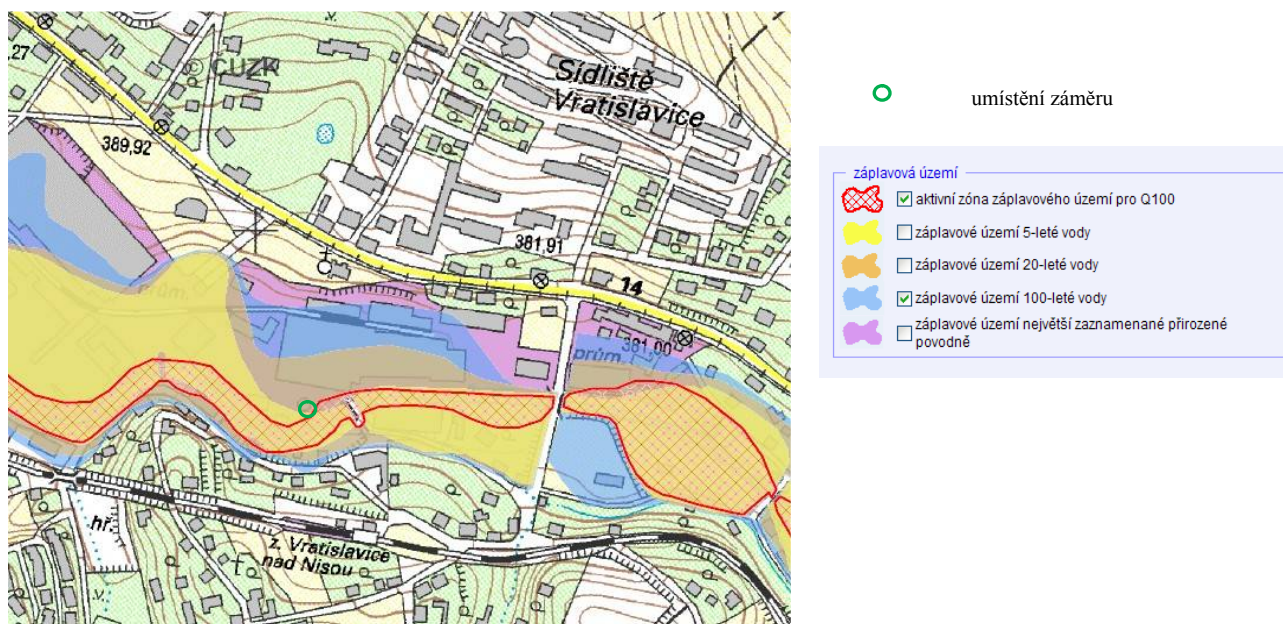 27
© ČÚZK
Sídliště
Vratislavice
389,92
381,91
14
prům.
381,00
prům.
hř.
z. Vratislavice
nad Nisou
umístění záměru
záplavová území
aktivní zóna záplavového území pro Q100
záplavové území 5-leté vody
záplavové území 20-leté vody
záplavové území 100-leté vody
záplavové území největší zaznamenané přirozené
povodně